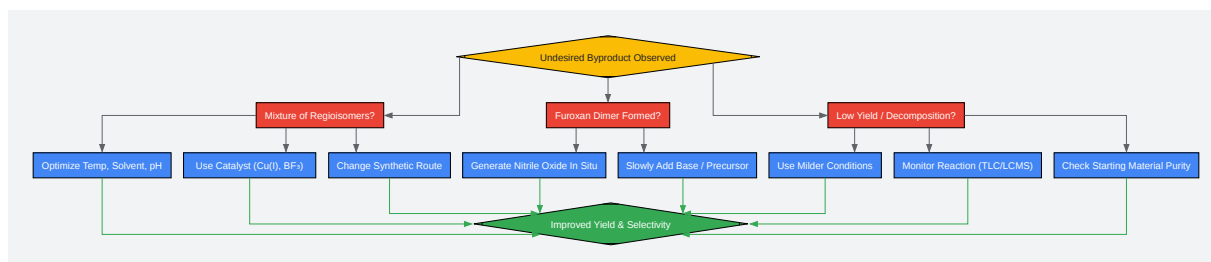 Undesired Byproduct Observed
Mixture of Regioisomers?
Furoxan Dimer Formed?
Low Yield / Decomposition?
Optimize Temp, Solvent, pH
Use Catalyst (Cu(I), BF₃)
Change Synthetic Route
Generate Nitrile Oxide In Situ
Slowly Add Base / Precursor
Use Milder Conditions
Monitor Reaction (TLC/LCMS)
Check Starting Material Purity
Improved Yield & Selectivity